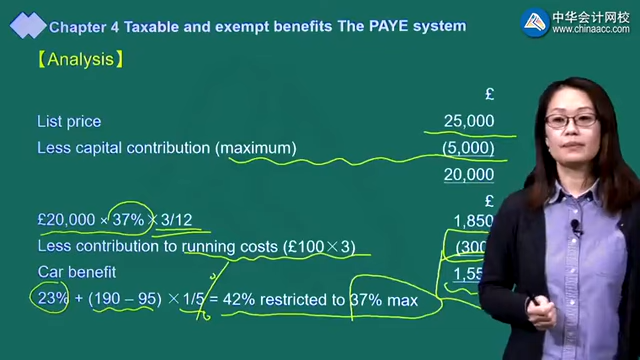 Chapter 4 Taxable and exempt benefits The PAYE system
中华会计网校
www.chinaacc.com
【Analysis】
£
List price 25,000
Less capital contribution (maximum) (5,000)
20,000
£
£20,000 × 37% × 3/12 1,850
Less contribution to running costs (£100×3) (300
Car benefit 1,55
23% + (190 – 95) × 1/5 = 42% restricted to 37% max